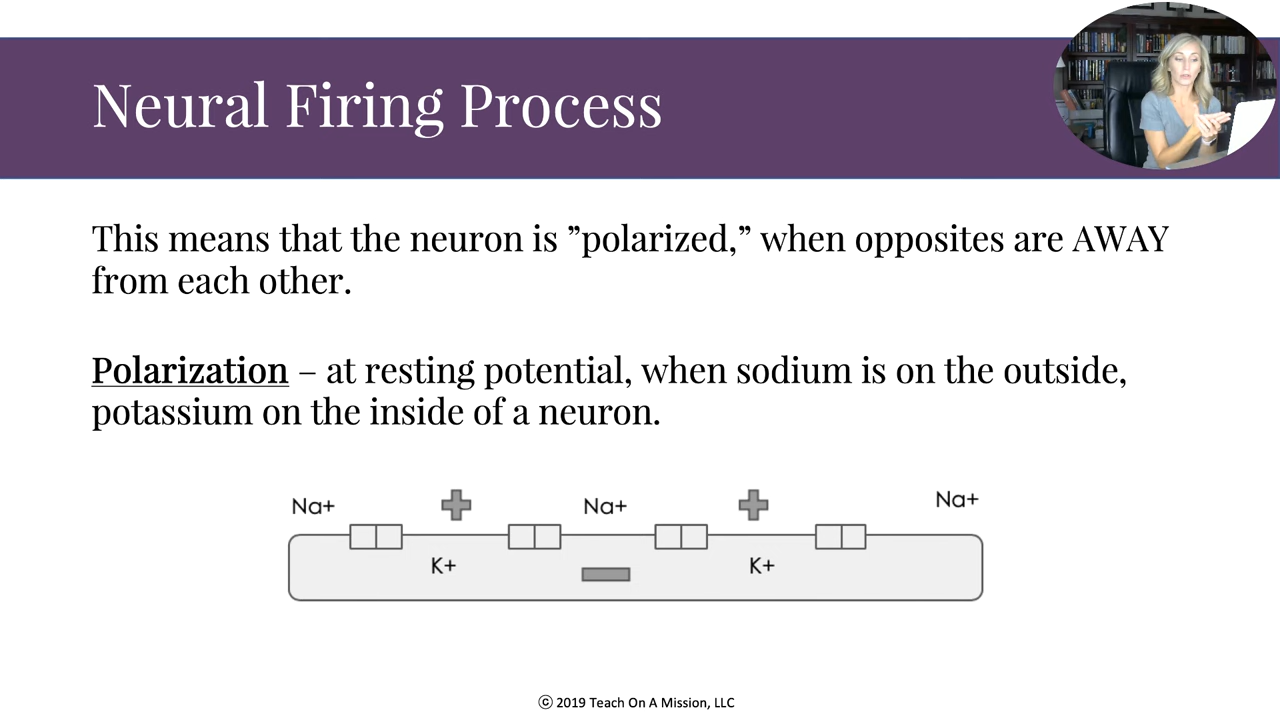 Neural Firing Process
This means that the neuron is ”polarized,” when opposites are AWAY
from each other.
Polarization – at resting potential, when sodium is on the outside,
potassium on the inside of a neuron.
Na+ Na+ Na+
K+ K+
© 2019 Teach On A Mission, LLC